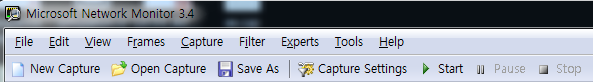 Microsoft Network Monitor 3.4
File Edit View Frames Capture Filter Experts Tools Help
New Capture Open Capture Save As Capture Settings Start Pause Stop